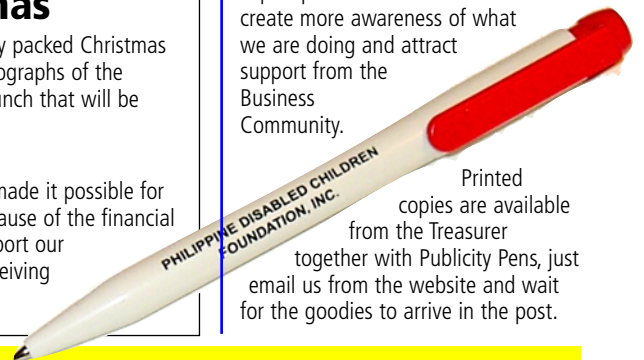 mas
y packed Christmas
ographs of the
unch that will be
made it possible for
ause of the financial
port our
eiving
create more awareness of what
we are doing and attract
support from the
Business
Community.
PHILIPPINE DISABLED CHILDREN
FOUNDATION, INC.
Printed
copies are available
from the Treasurer
together with Publicity Pens, just
email us from the website and wait
for the goodies to arrive in the post.